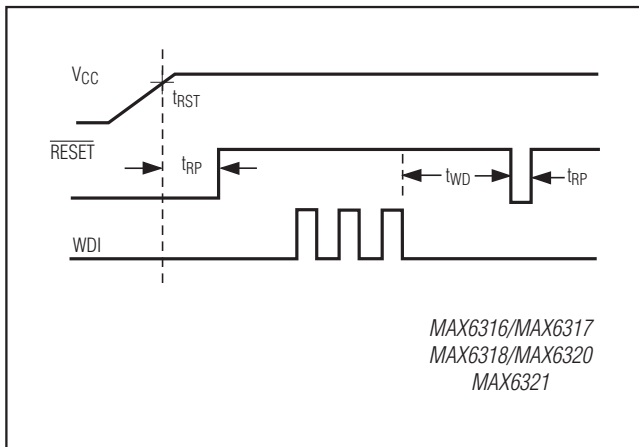 VCC
tRST
RESET
tRP
tWD
tRP
WDI
MAX6316/MAX6317
MAX6318/MAX6320
MAX6321